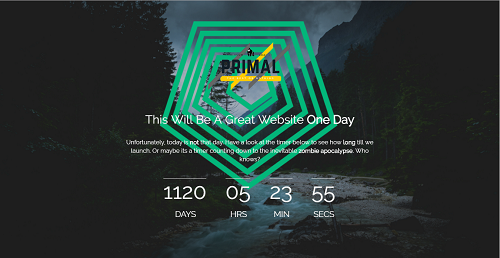 PRIMAL
This Will Be A Great Website One Day
Unfortunately, today is not that day. Have a look at the timer below to see how long till we
launch. Or maybe its a timer counting down to the inevitable zombie apocalypse. Who
knows?
1120 05 23 55
DAYS HRS MIN SECS